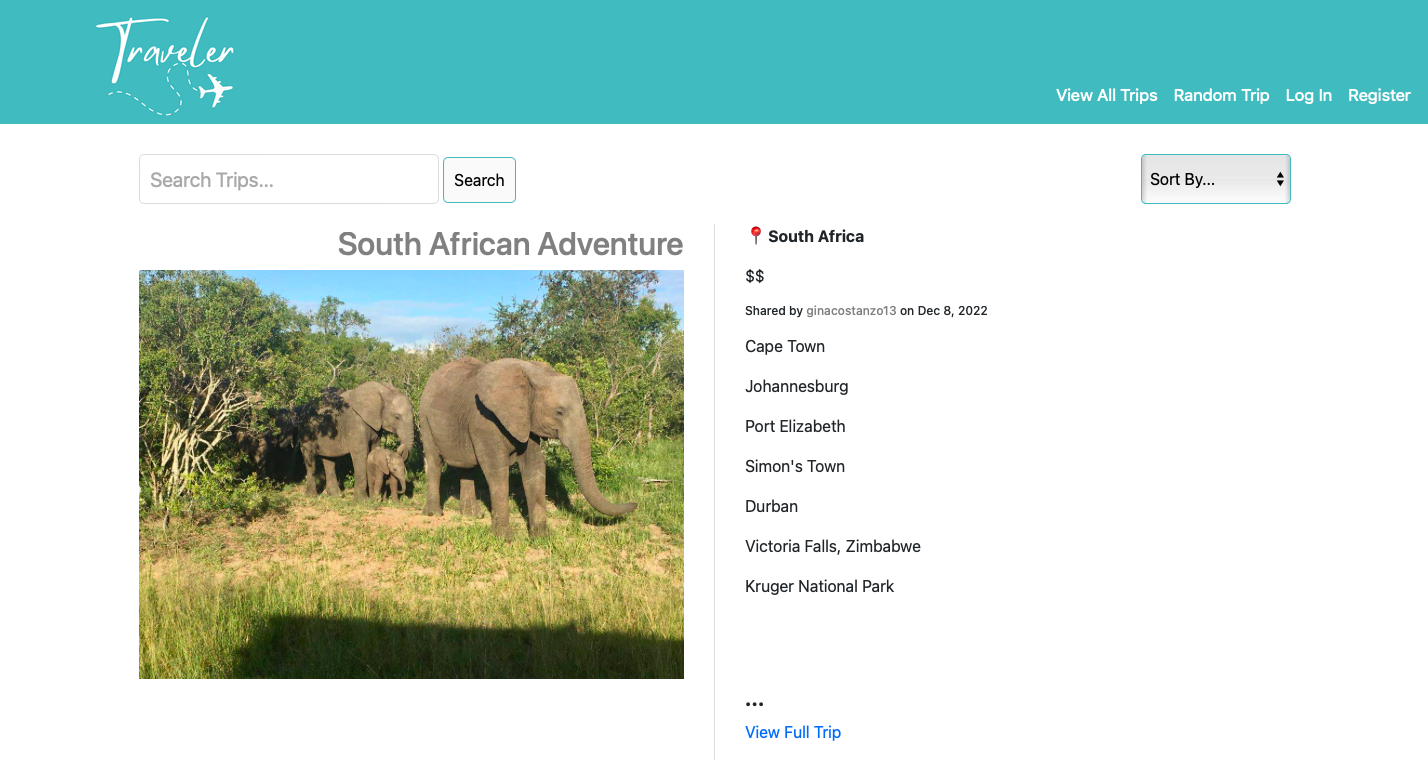 Traveler
View All Trips Random Trip Log In Register
Search Trips... Search Sort By...
South African Adventure
South Africa
$$
Shared by ginacostanzo13 on Dec 8, 2022
Cape Town
Johannesburg
Port Elizabeth
Simon's Town
Durban
Victoria Falls, Zimbabwe
Kruger National Park
...
View Full Trip